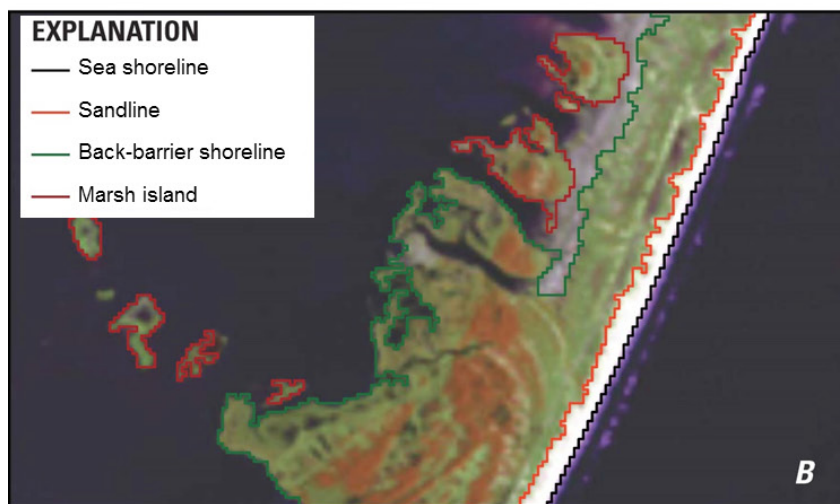 EXPLANATION
Sea shoreline
Sandline
Back-barrier shoreline
Marsh island
B